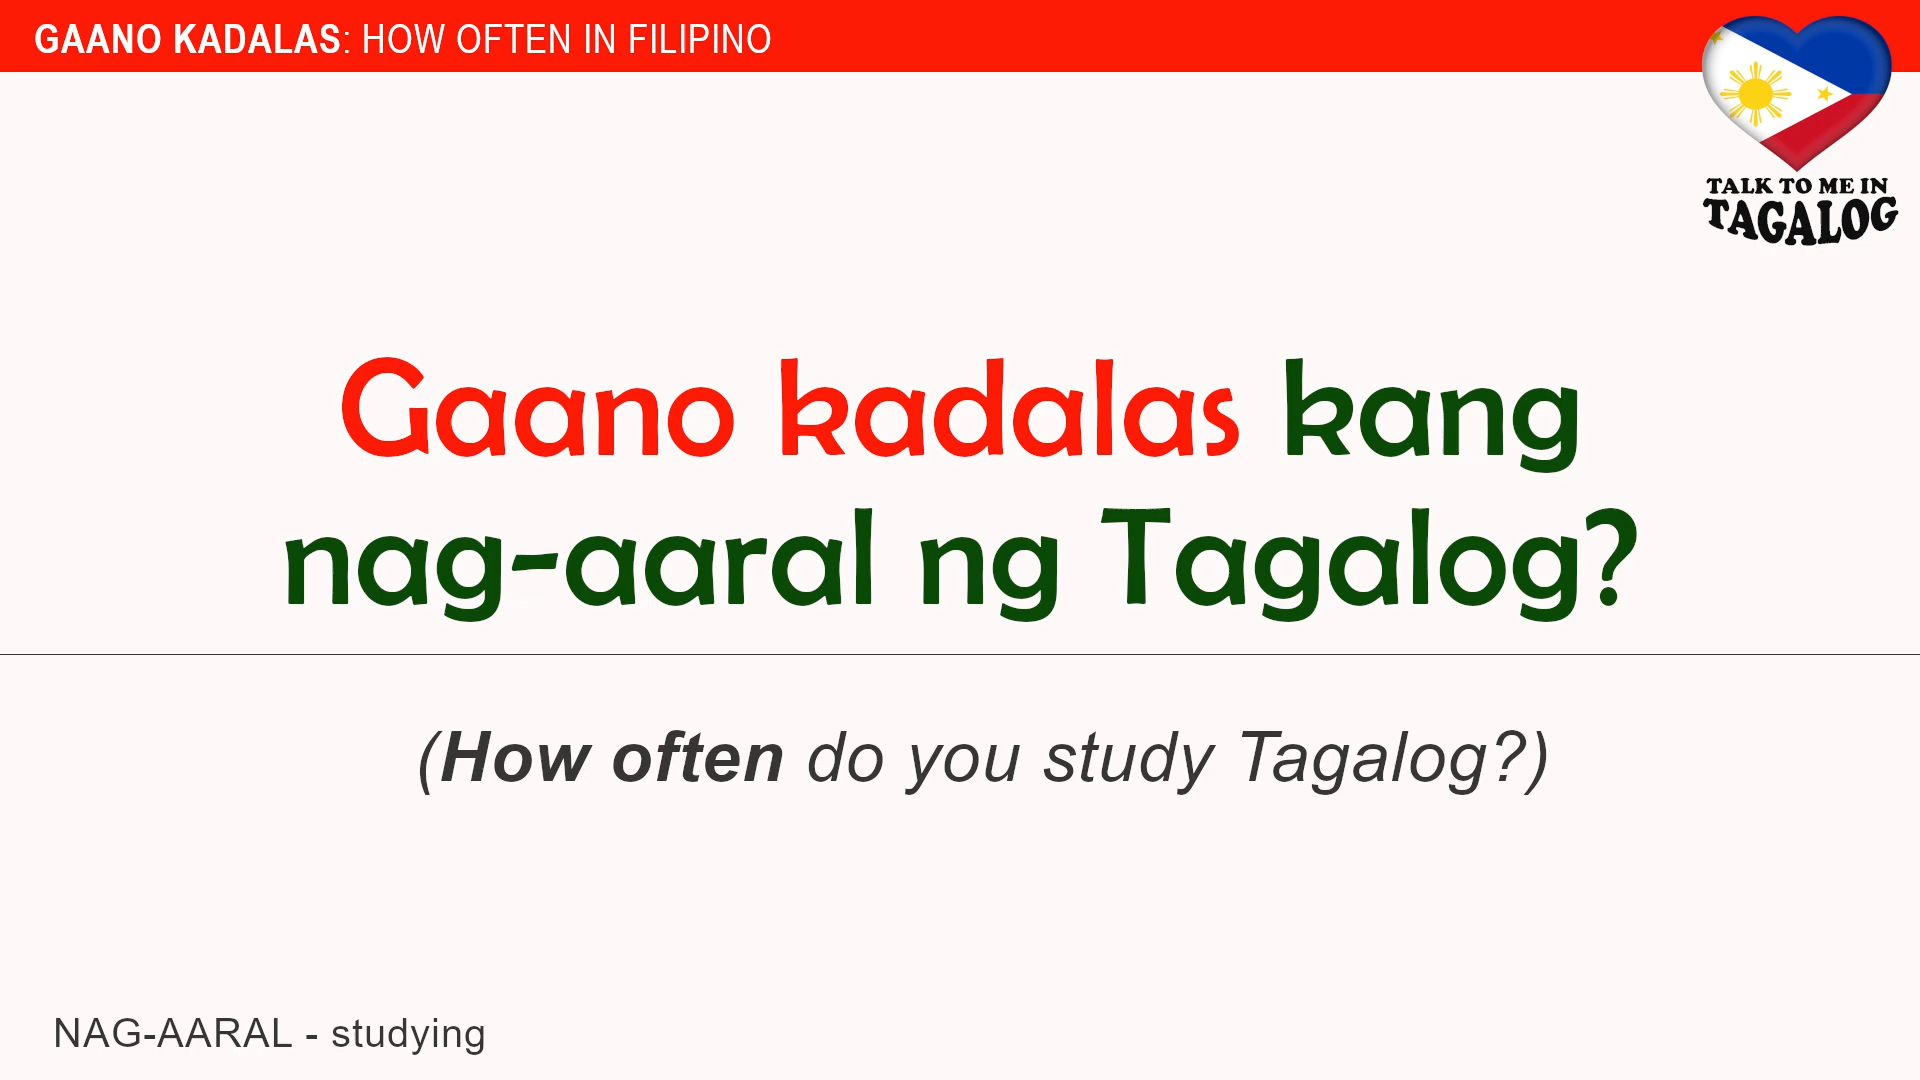 GAANO KADALAS: HOW OFTEN IN FILIPINO
TALK TO ME IN
TAGALOG
Gaano kadalas kang
nag-aaral ng Tagalog?
(How often do you study Tagalog?)
NAG-AARAL - studying